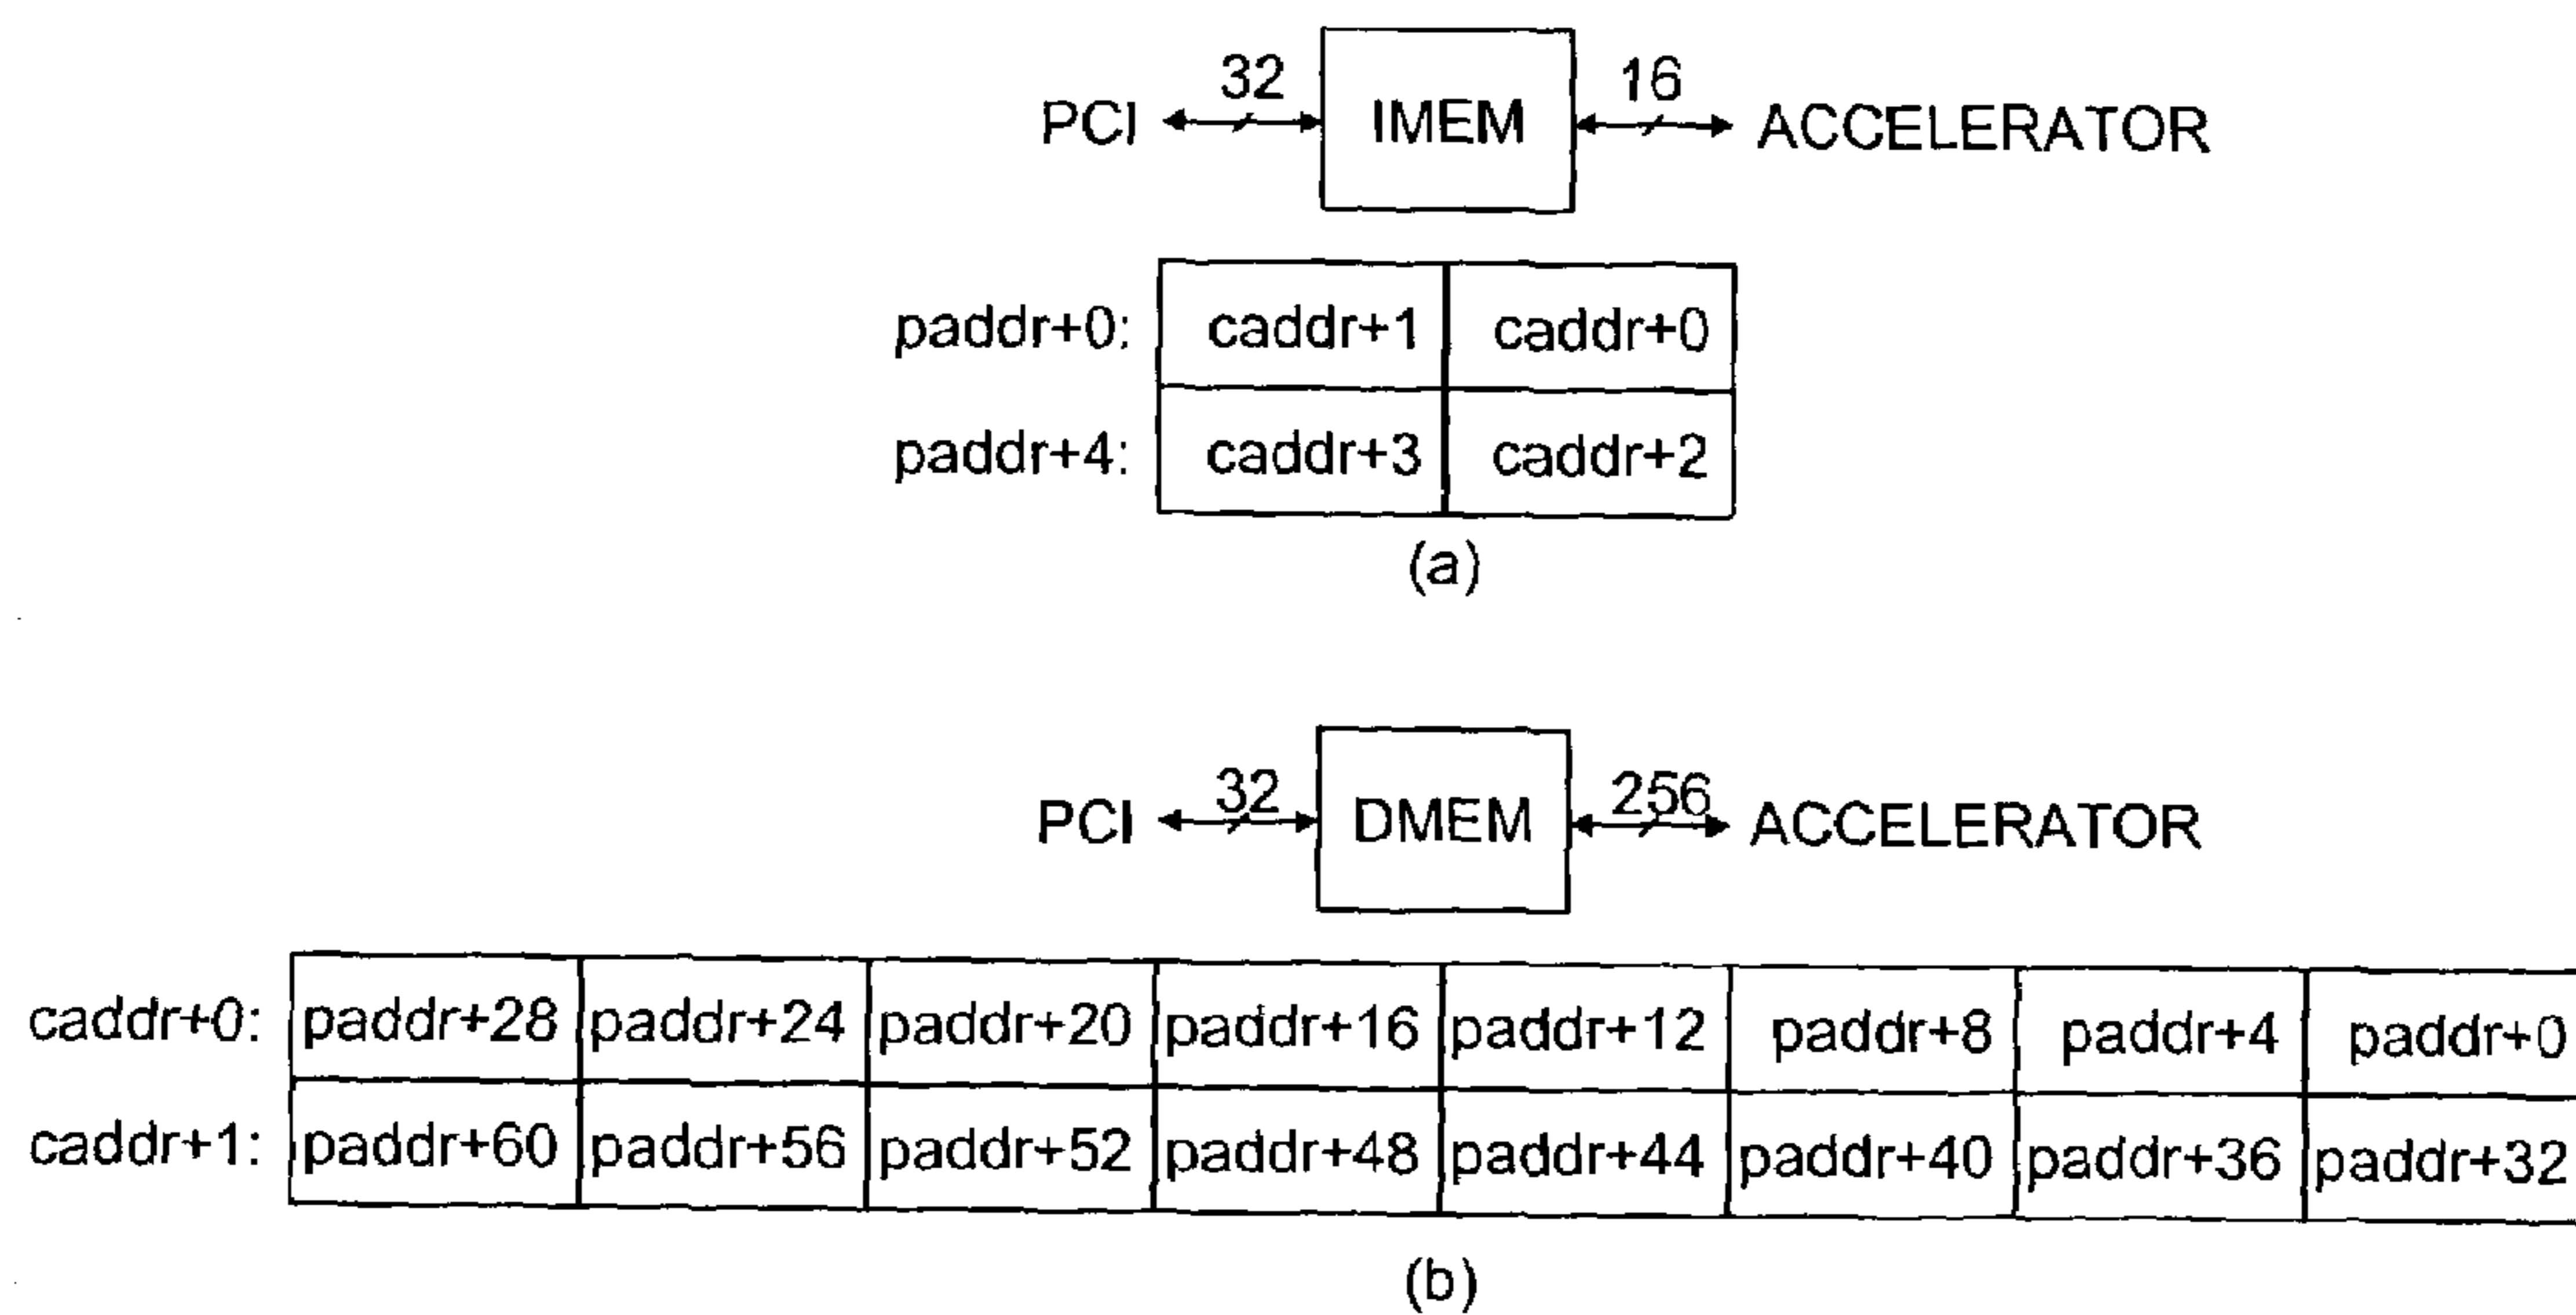 32 16
PCI IMEM ACCELERATOR
paddr+0: caddr+1 caddr+0
paddr+4: caddr+3 caddr+2
(a)
32 256
PCI DMEM ACCELERATOR
caddr+0: paddr+28 paddr+24 paddr+20 paddr+16 paddr+12 paddr+8 paddr+4 paddr+0
caddr+1: paddr+60 paddr+56 paddr+52 paddr+48 paddr+44 paddr+40 paddr+36 paddr+32
(b)